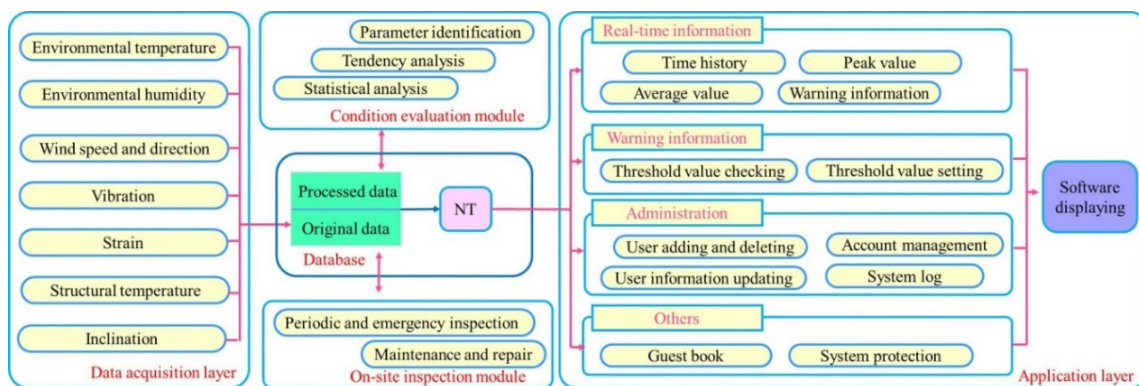 Environmental temperature
Environmental humidity
Wind speed and direction
Vibration
Strain
Structural temperature
Inclination
Data acquisition layer
Parameter identification
Tendency analysis
Statistical analysis
Condition evaluation module
Processed data
Original data
NT
Database
Periodic and emergency inspection
Maintenance and repair
On-site inspection module
Real-time information
Time history
Peak value
Average value
Warning information
Warning information
Threshold value checking
Threshold value setting
Administration
User adding and deleting
Account management
User information updating
System log
Others
Guest book
System protection
Application layer
Software
displaying